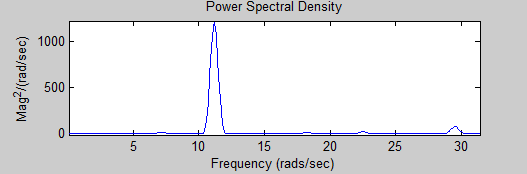 Power Spectral Density
Mag2/(rad/sec)
1000
500
0
5 10 15 20 25 30
Frequency (rads/sec)